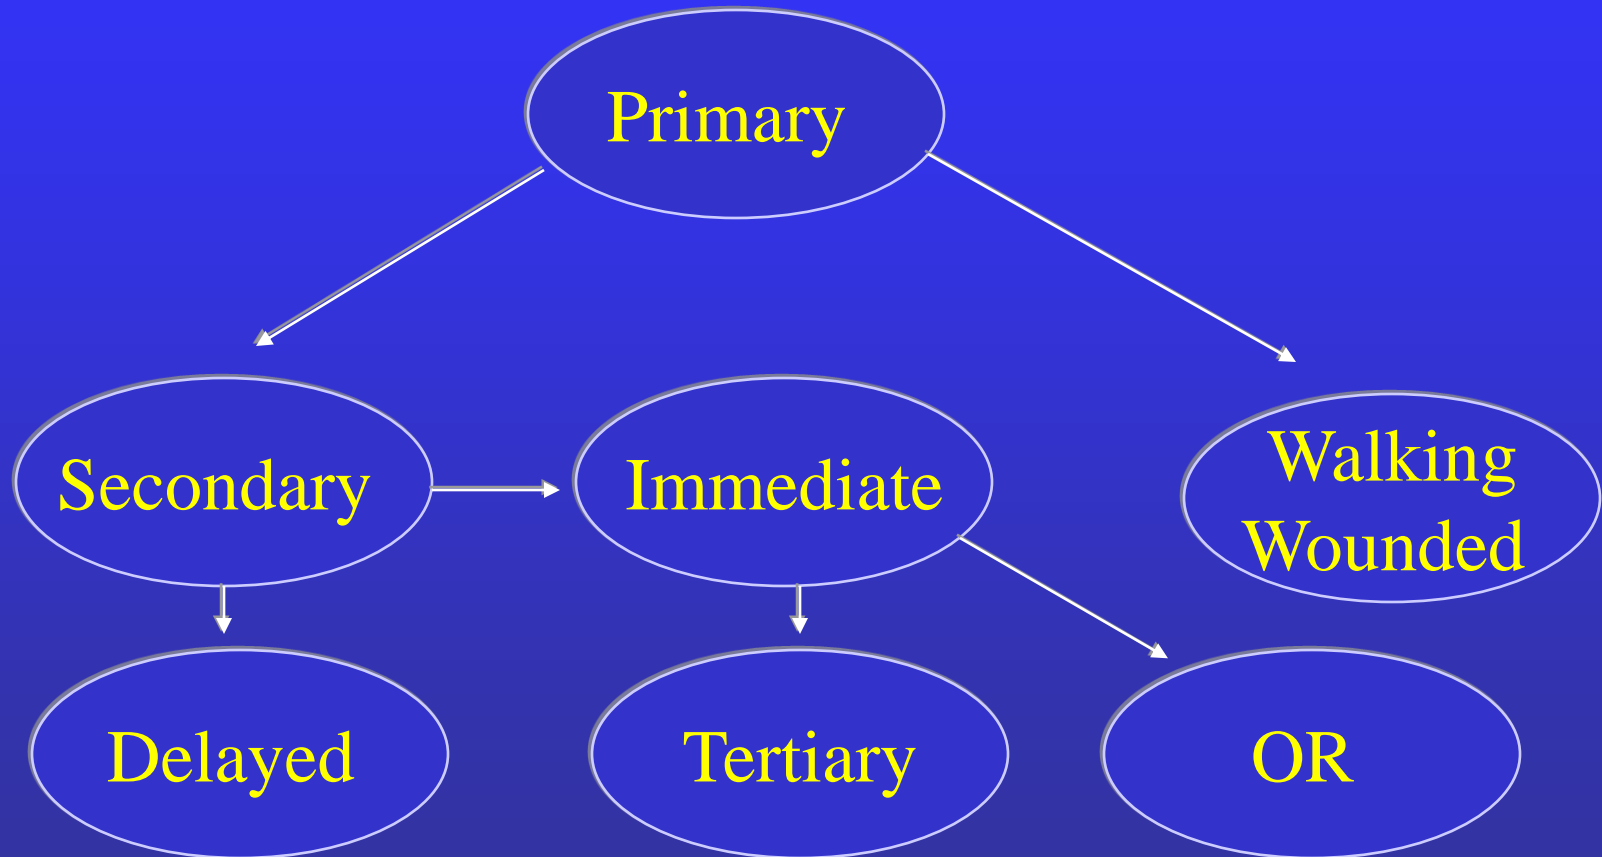 Primary
Secondary
Immediate
Walking
Wounded
Delayed
Tertiary
OR